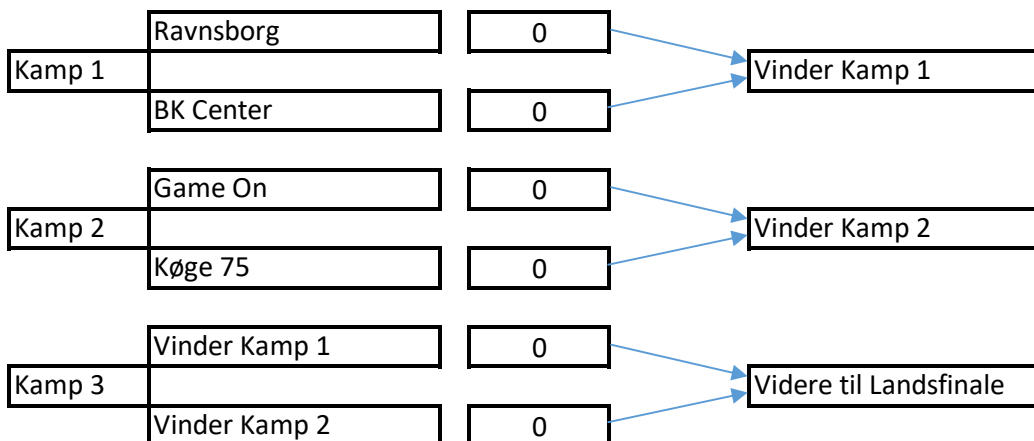 Ravnsborg 0
Kamp 1 Vinder Kamp 1
BK Center 0
Game On 0
Kamp 2 Vinder Kamp 2
Køge 75 0
Vinder Kamp 1 0
Kamp 3 Videre til Landsfinale
Vinder Kamp 2 0